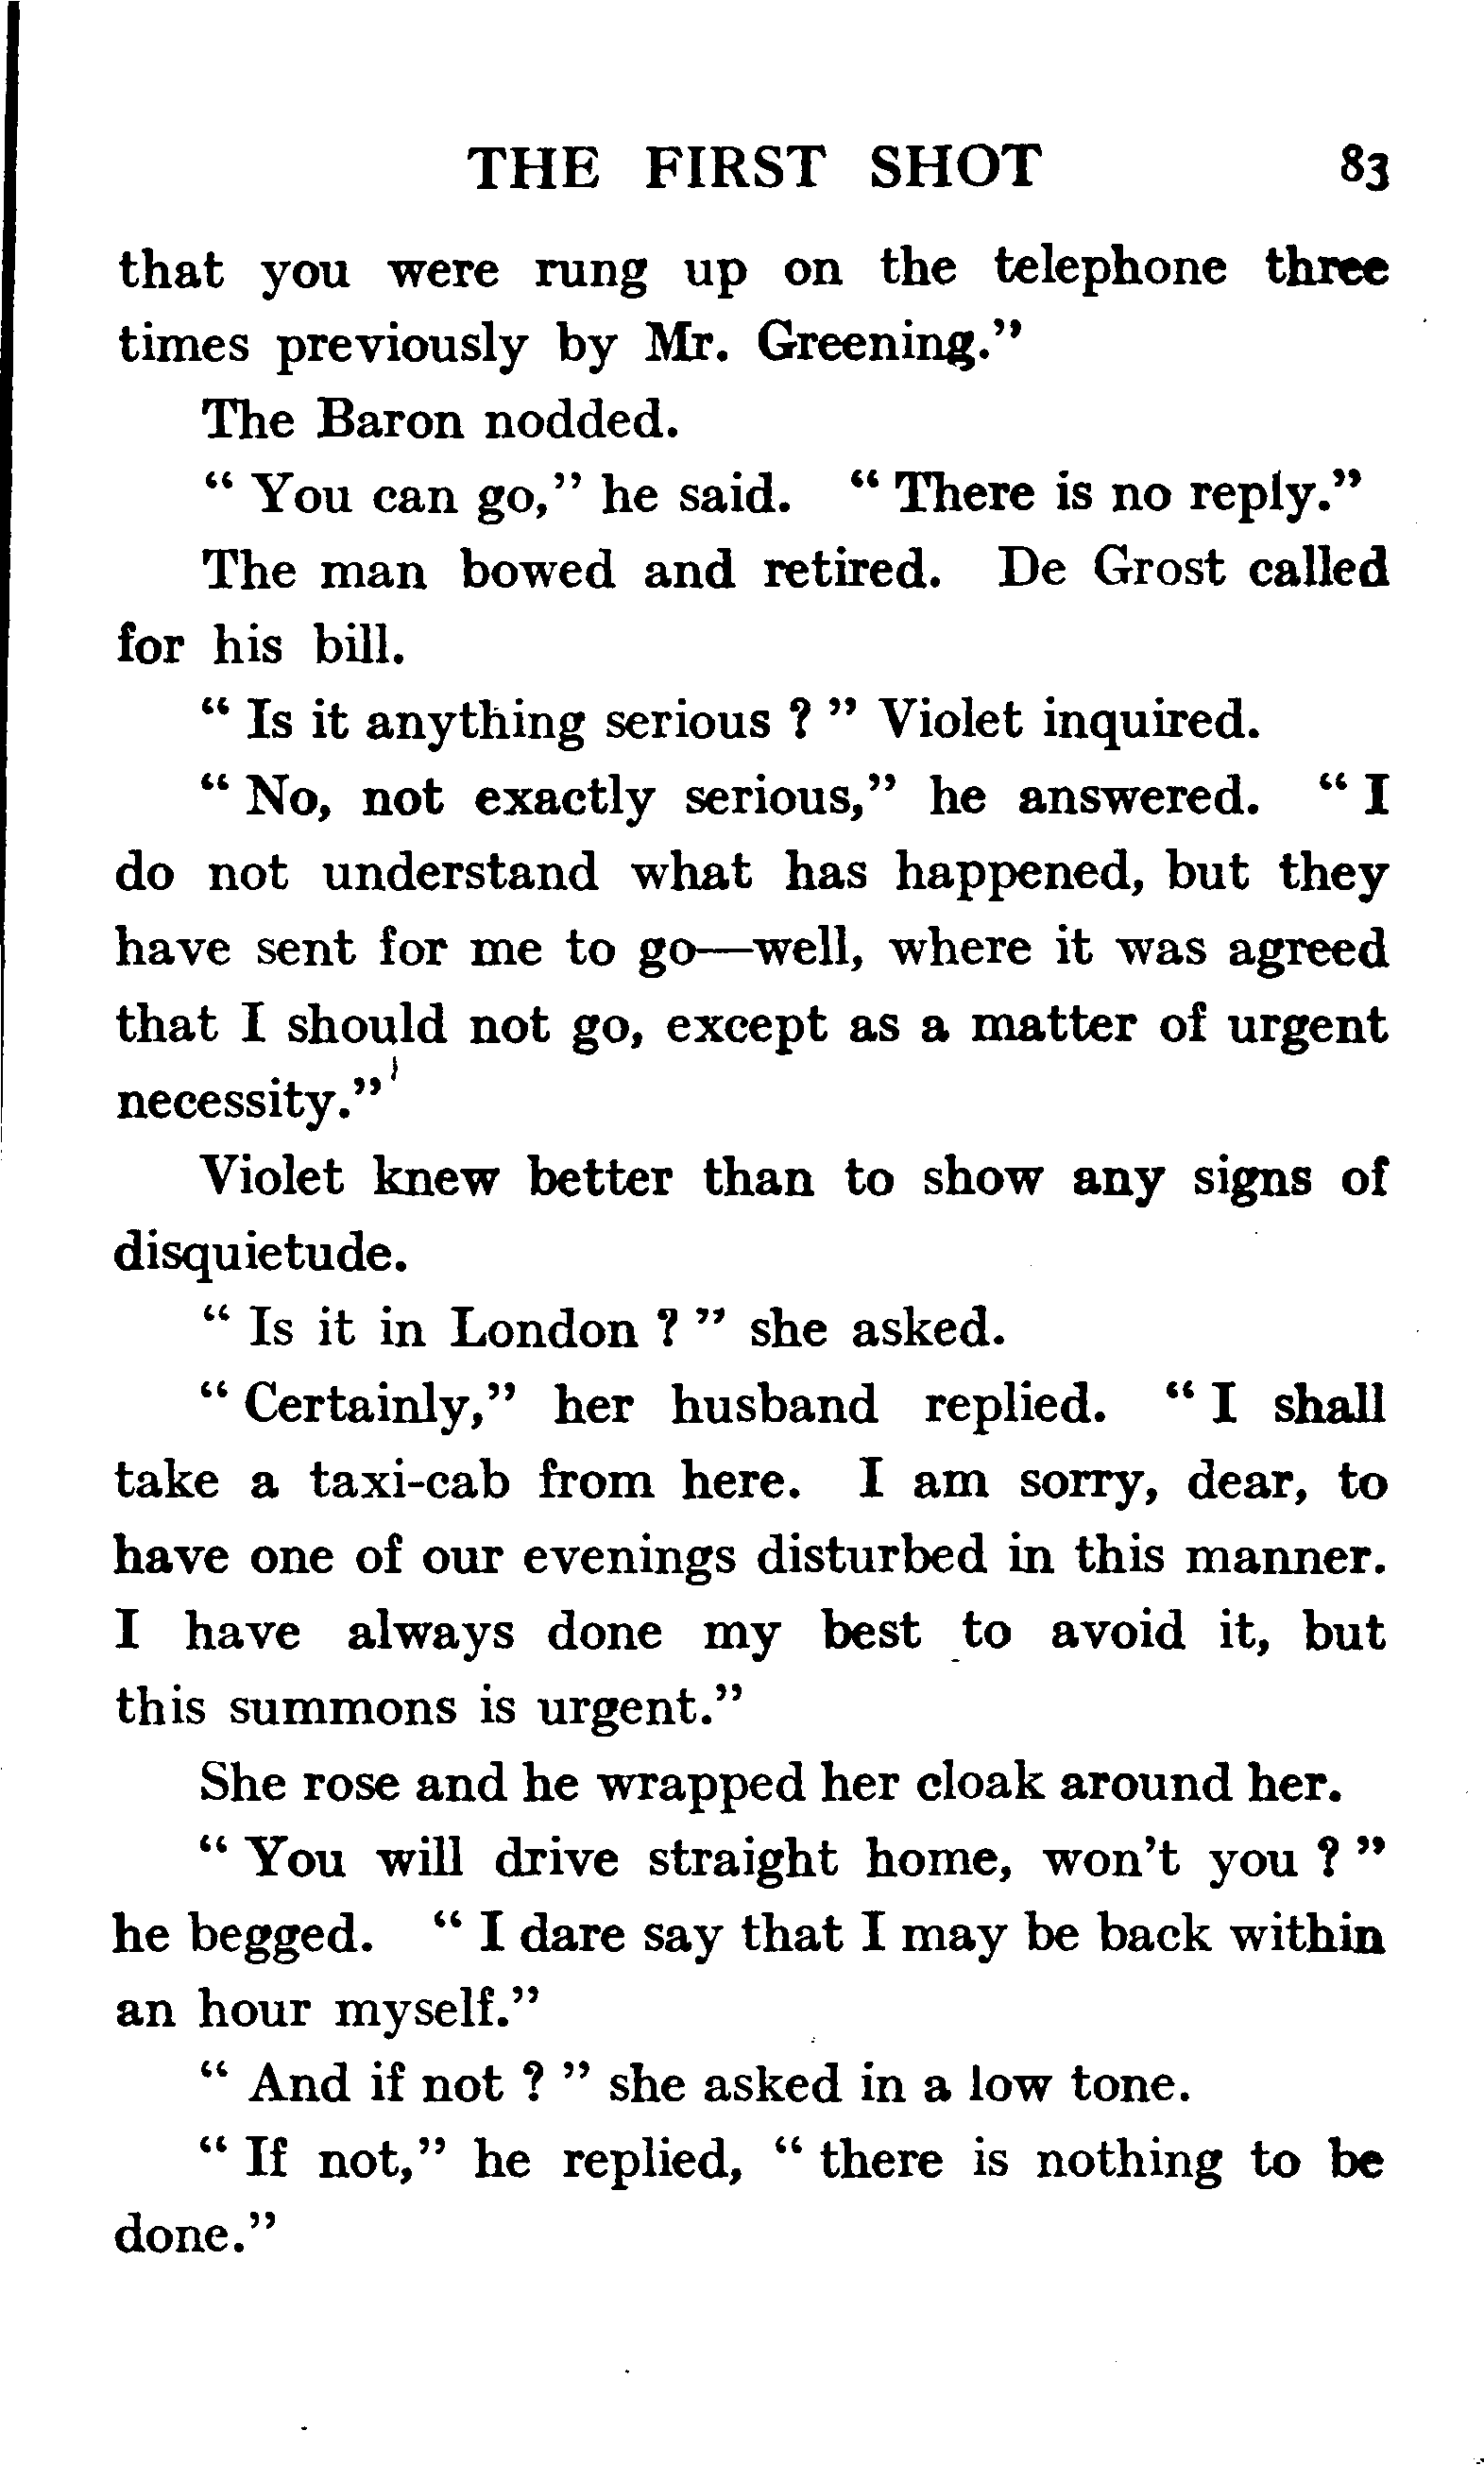 THE FIRST SHOT 83
that you were rung up on the telephone three
times previously by Mr. Greening."
The Baron nodded.
" You can go," he said. " There is no reply."
The man bowed and retired. De Grost called
for his bill.
" Is it anything serious ? " Violet inquired.
" No, not exactly serious," he answered. " I
do not understand what has happened, but they
have sent for me to go—well, where it was agreed
that I should not go, except as a matter of urgent
necessity."
Violet knew better than to show any signs of
disquietude.
" Is it in London ? " she asked.
" Certainly," her husband replied. " I shall
take a taxi-cab from here. I am sorry, dear, to
have one of our evenings disturbed in this manner.
I have always done my best to avoid it, but
this summons is urgent."
She rose and he wrapped her cloak around her.
" You will drive straight home, won't you ? "
he begged. " I dare say that I may be back within
an hour myself."
" And if not ? " she asked in a low tone.
" If not," he replied, " there is nothing to be
done."